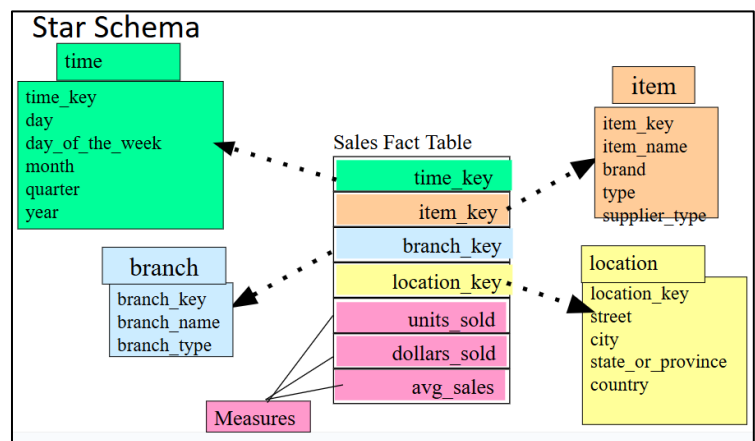 Star Schema
time
time_key
day
day_of_the_week
month
quarter
year
item
item_key
item_name
brand
type
supplier_type
Sales Fact Table
time_key
item_key
branch_key
location_key
units_sold
dollars_sold
avg_sales
branch
branch_key
branch_name
branch_type
location
location_key
street
city
state_or_province
country
Measures